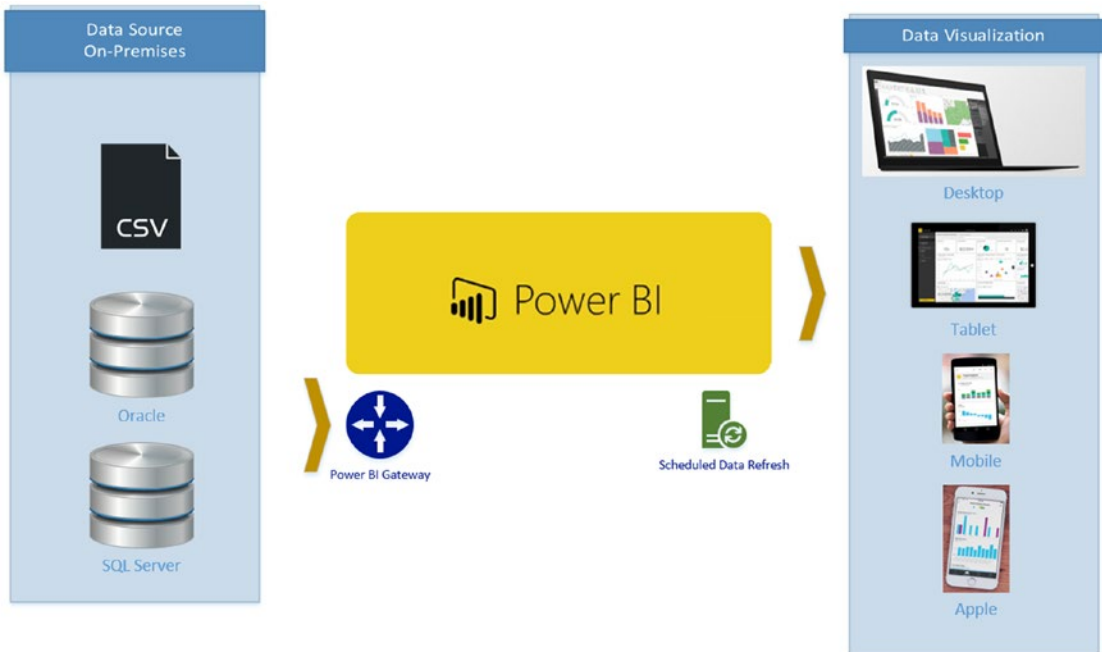 Data Source
On-Premises
CSV
Oracle
SQL Server
Power BI
Power BI Gateway
Scheduled Data Refresh
Data Visualization
Desktop
Tablet
Mobile
Apple